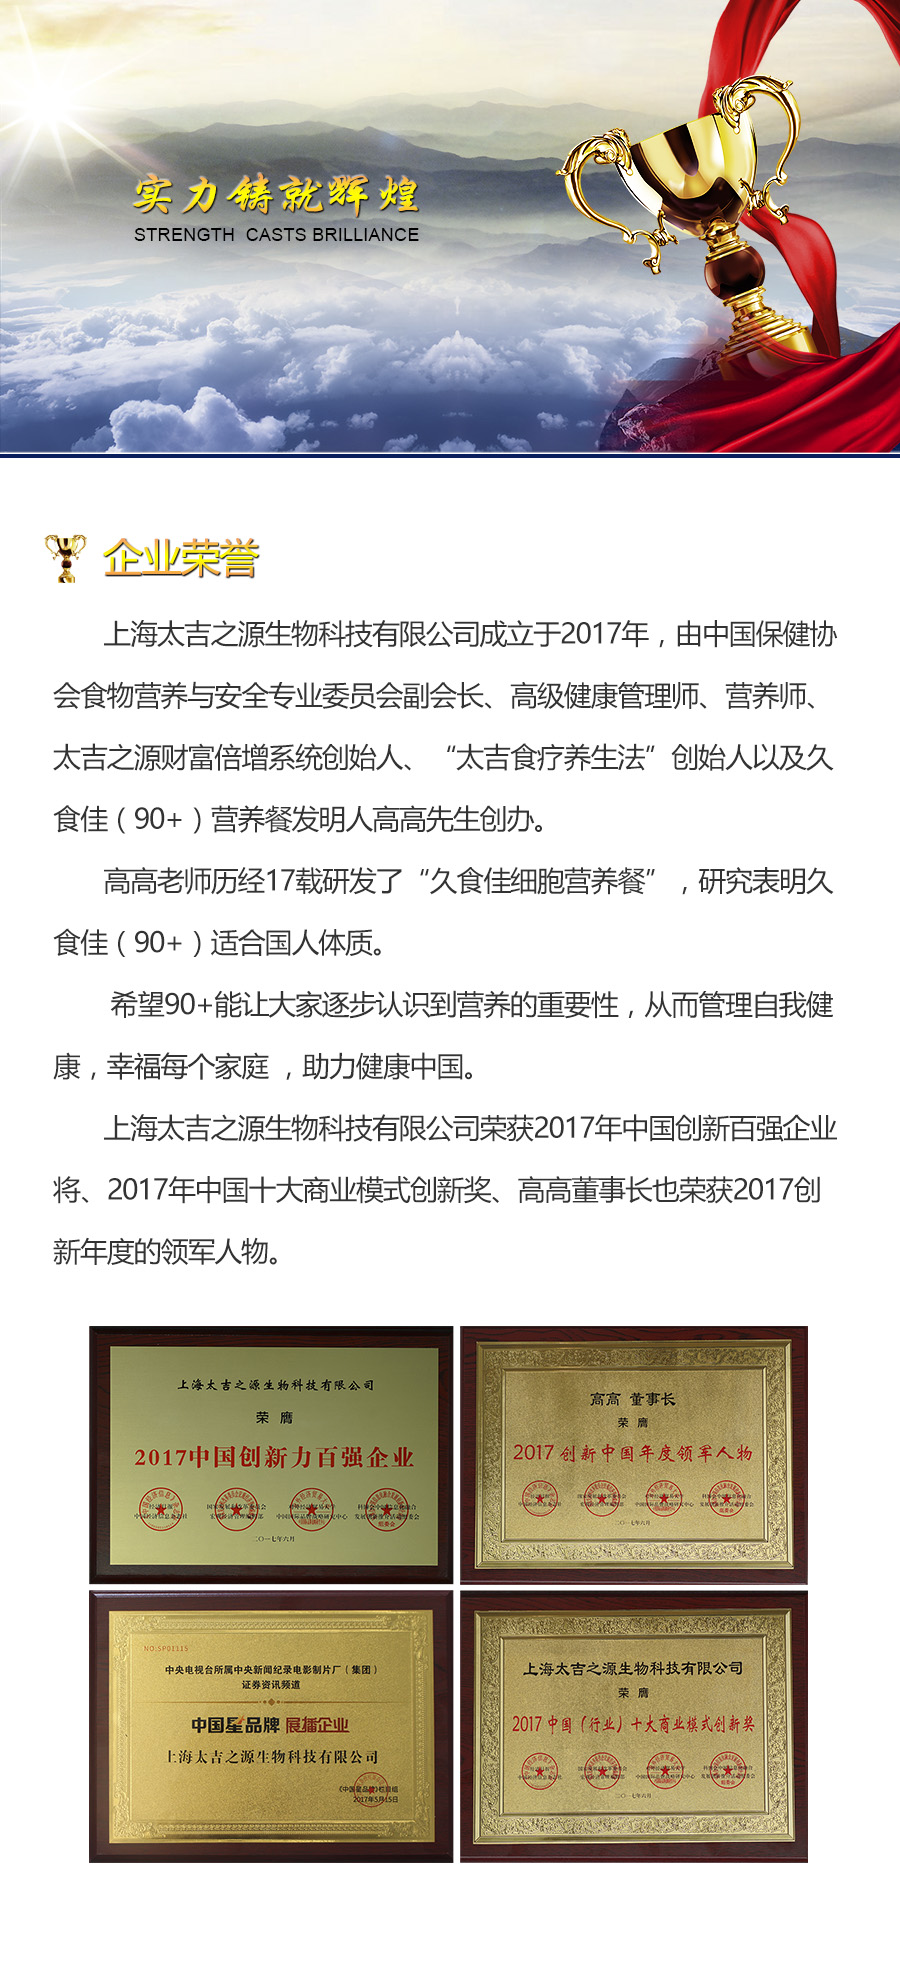 实力铸就辉煌
STRENGTH CASTS BRILLIANCE
企业荣誉
上海太吉之源生物科技有限公司成立于2017年，由中国保健协
会食物营养与安全专业委员会副会长、高级健康管理师、营养师、
太吉之源财富倍增系统创始人、“太吉食疗养生法”创始人以及久
食佳（90+）营养餐发明人高高先生创办。
高高老师历经17载研发了“久食佳细胞营养餐”，研究表明久
食佳（90+）适合国人体质。
希望90+能让大家逐步认识到营养的重要性，从而管理自我健
康，幸福每个家庭 ，助力健康中国。
上海太吉之源生物科技有限公司荣获2017年中国创新百强企业
将、2017年中国十大商业模式创新奖、高高董事长也荣获2017创
新年度的领军人物。
上海太吉之源生物科技有限公司
荣 膺
2017中国创新力百强企业
二〇一七年六月
高高 董事长
荣 膺
2017 创新中国年度领军人物
二〇一七年六月
NO:SP01115
中央电视台所属中央新闻纪录电影制片厂（集团）
证券资讯频道
中国星品牌 展播企业
上海太吉之源生物科技有限公司
《中国星品牌》栏目组
2017年5月15日
上海太吉之源生物科技有限公司
荣 膺
2017 中国（行业）十大商业模式创新奖
二〇一七年六月